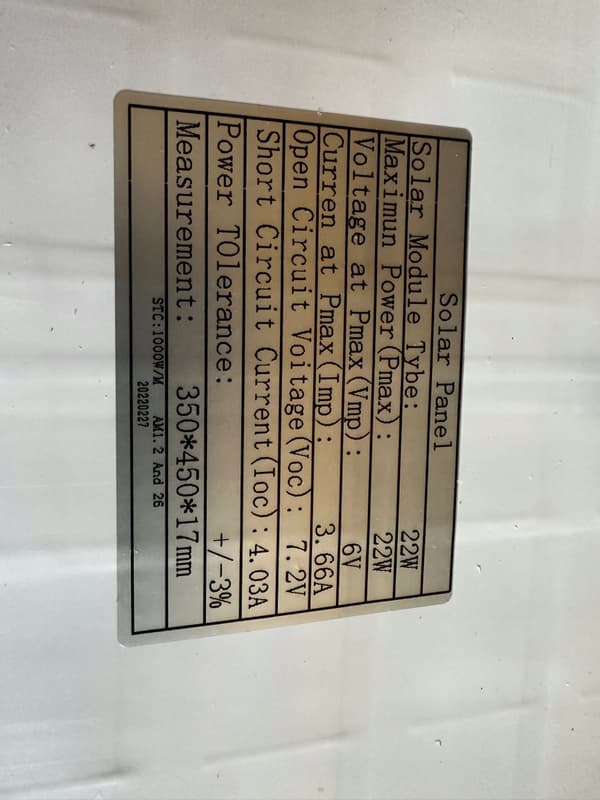 Solar Panel
Solar Module Tybe: 22W
Maximun Power(Pmax): 22W
Voltage at Pmax(Vmp): 6V
Curren at Pmax(Imp): 3.66A
Open Circuit Voitage(Voc): 7.2V
Short Circuit Current(Ioc): 4.03A
Power TOlerance: +/-3%
Measurement: 350*450*17mm
STC:1000W/M AM1.2 And 26
20220227